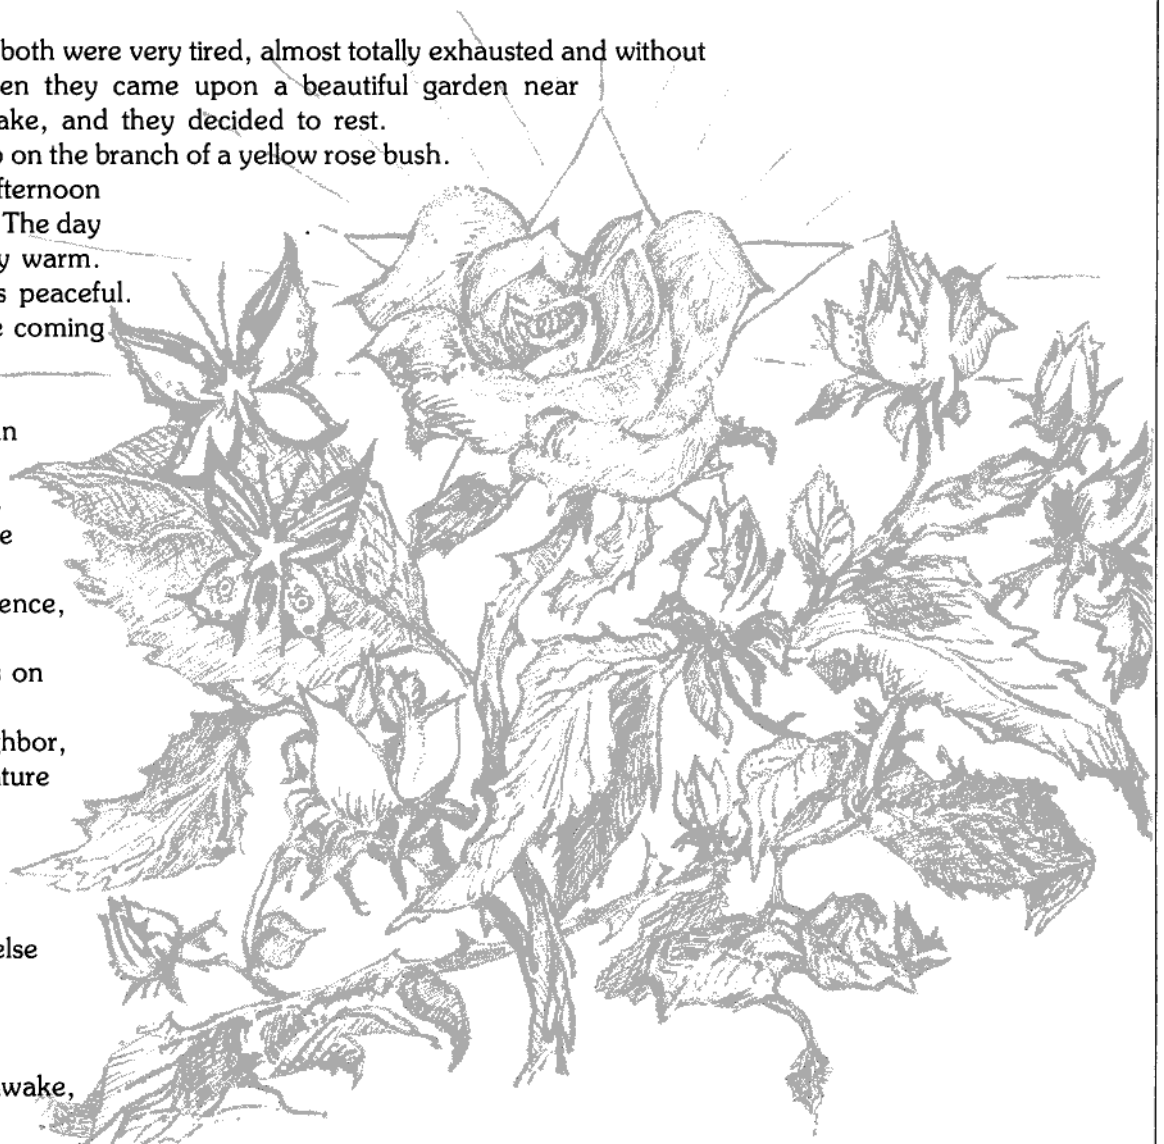 both were very tired, almost totally exhausted and without
en they came upon a beautiful garden near
ake, and they decided to rest.
on the branch of a yellow rose bush.
fternoon
The day
y warm.
s peaceful.
e coming
n
e
ence,
s on
hbor,
ture
else
wake,